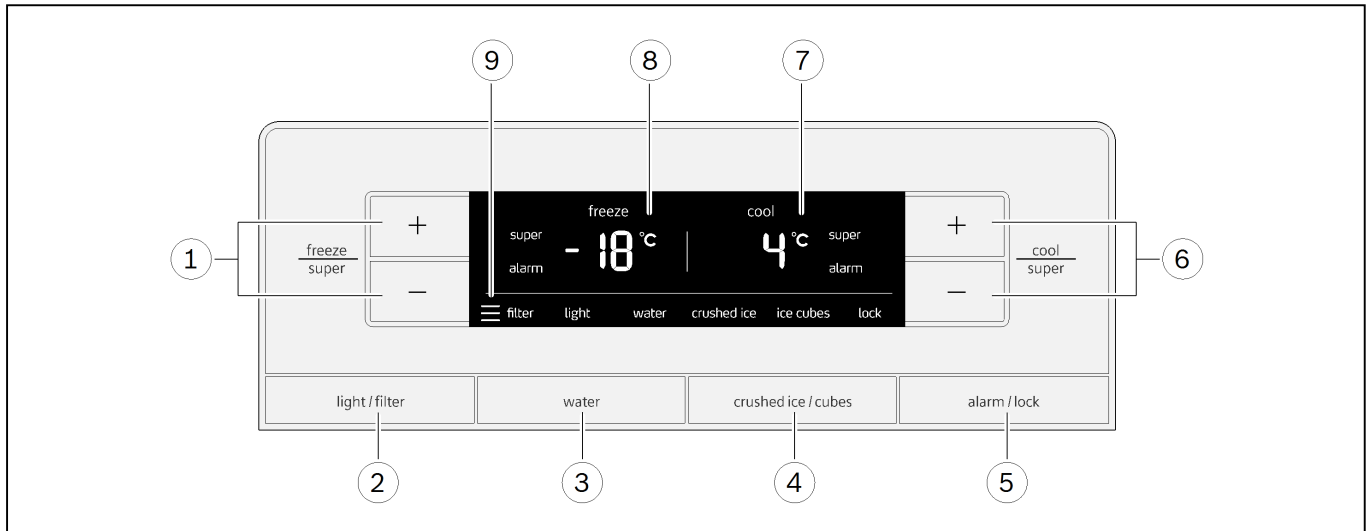 9 8 7
freeze cool
+ super -18 °C 4 °C super +
1 freeze super alarm alarm cool super 6
− −
filter light water crushed ice ice cubes lock
light / filter water crushed ice / cubes alarm / lock
2 3 4 5